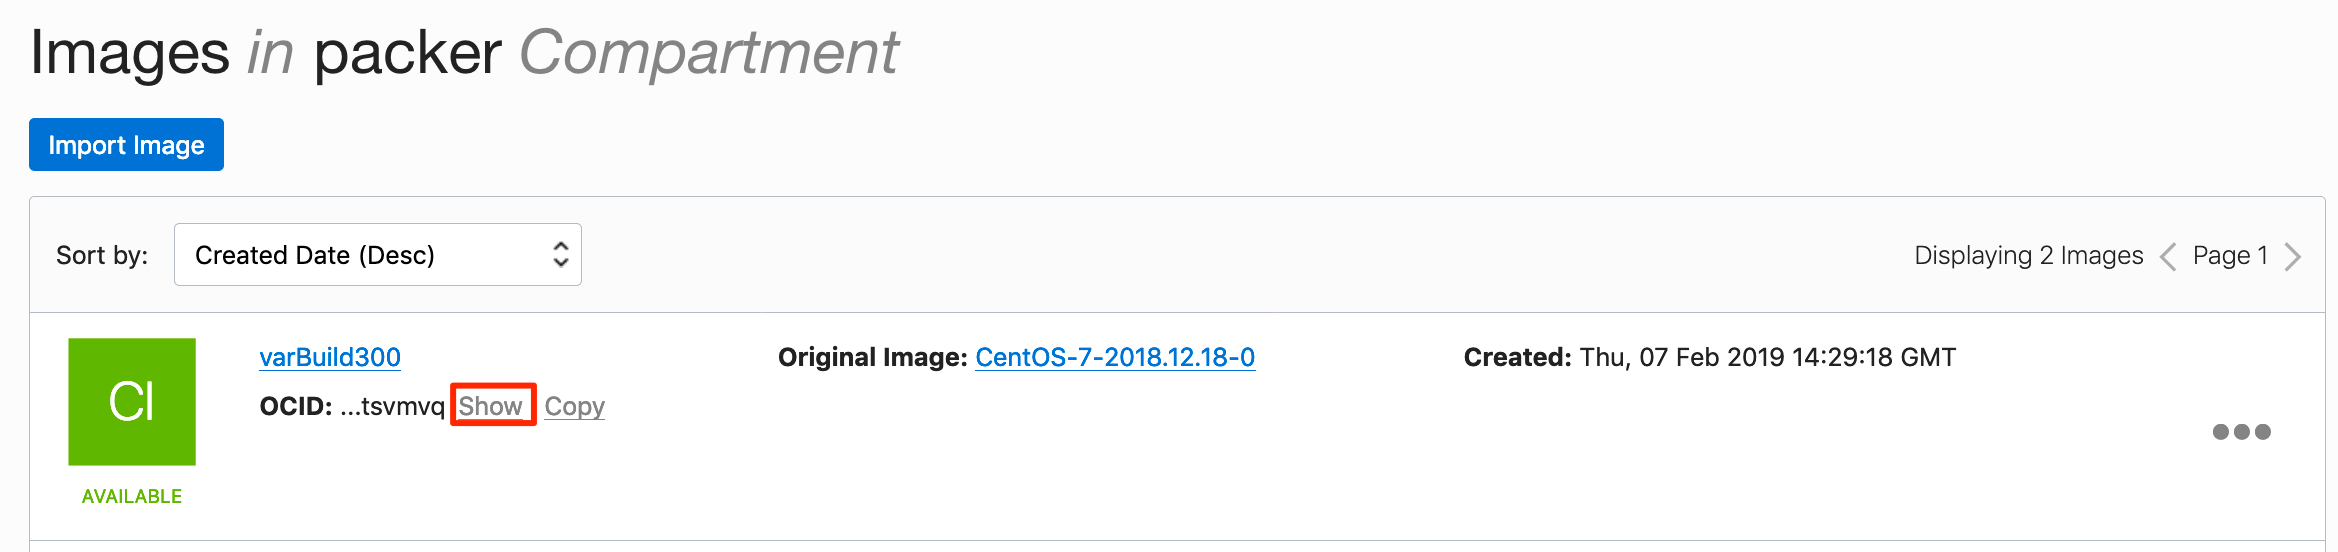 Images in packer Compartment
Import Image
Sort by: Created Date (Desc) Displaying 2 Images Page 1
CI varBuild300 Original Image: CentOS-7-2018.12.18-0 Created: Thu, 07 Feb 2019 14:29:18 GMT
OCID: ...tsvmvq Show Copy
AVAILABLE